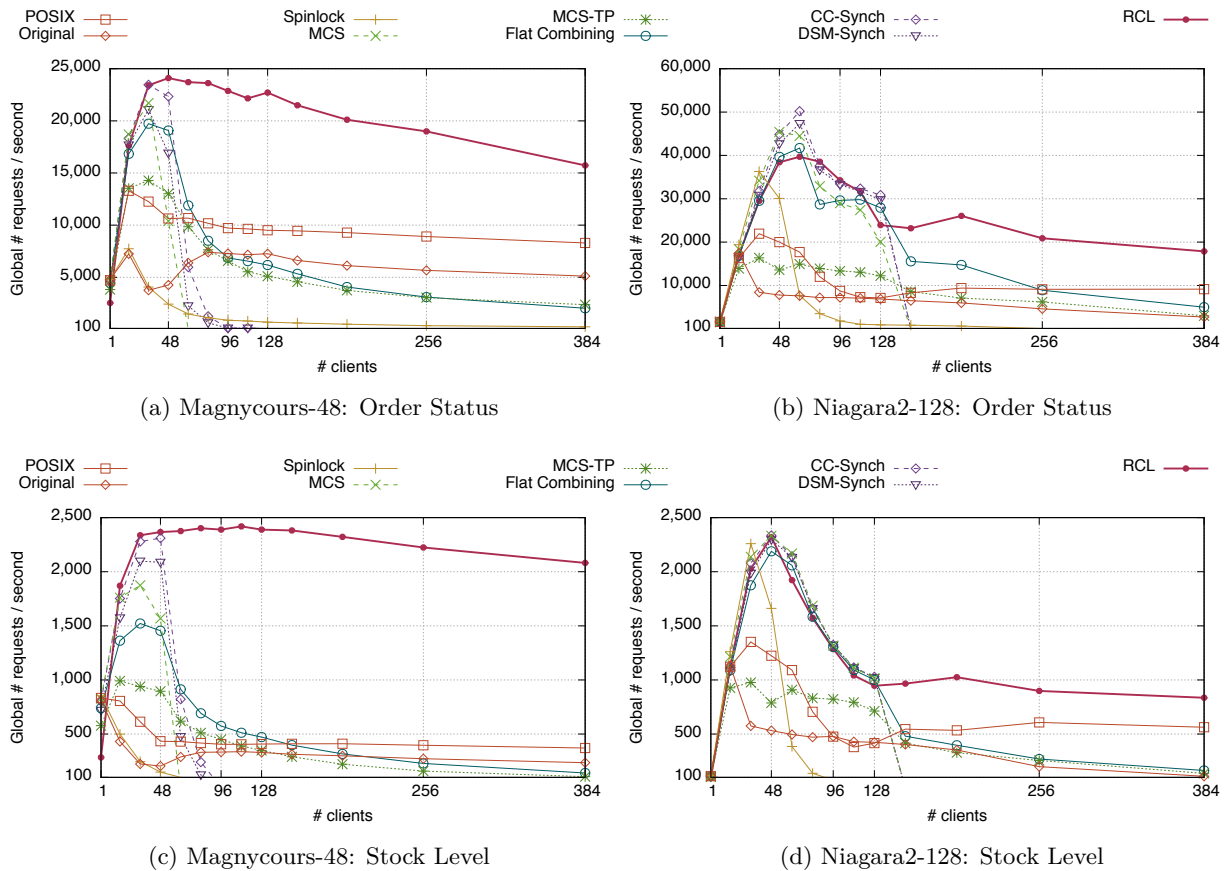 POSIX Spinlock MCS-TP CC-Synch RCL
Original MCS Flat Combining DSM-Synch
25,000
20,000
15,000
10,000
5,000
100
1 48 96 128 256 384
Global # requests / second
# clients
(a) Magnycours-48: Order Status
60,000
50,000
40,000
30,000
20,000
10,000
100
1 48 96 128 256 384
Global # requests / second
# clients
(b) Niagara2-128: Order Status
POSIX Spinlock MCS-TP CC-Synch RCL
Original MCS Flat Combining DSM-Synch
2,500
2,000
1,500
1,000
500
100
1 48 96 128 256 384
Global # requests / second
# clients
(c) Magnycours-48: Stock Level
2,500
2,000
1,500
1,000
500
100
1 48 96 128 256 384
Global # requests / second
# clients
(d) Niagara2-128: Stock Level